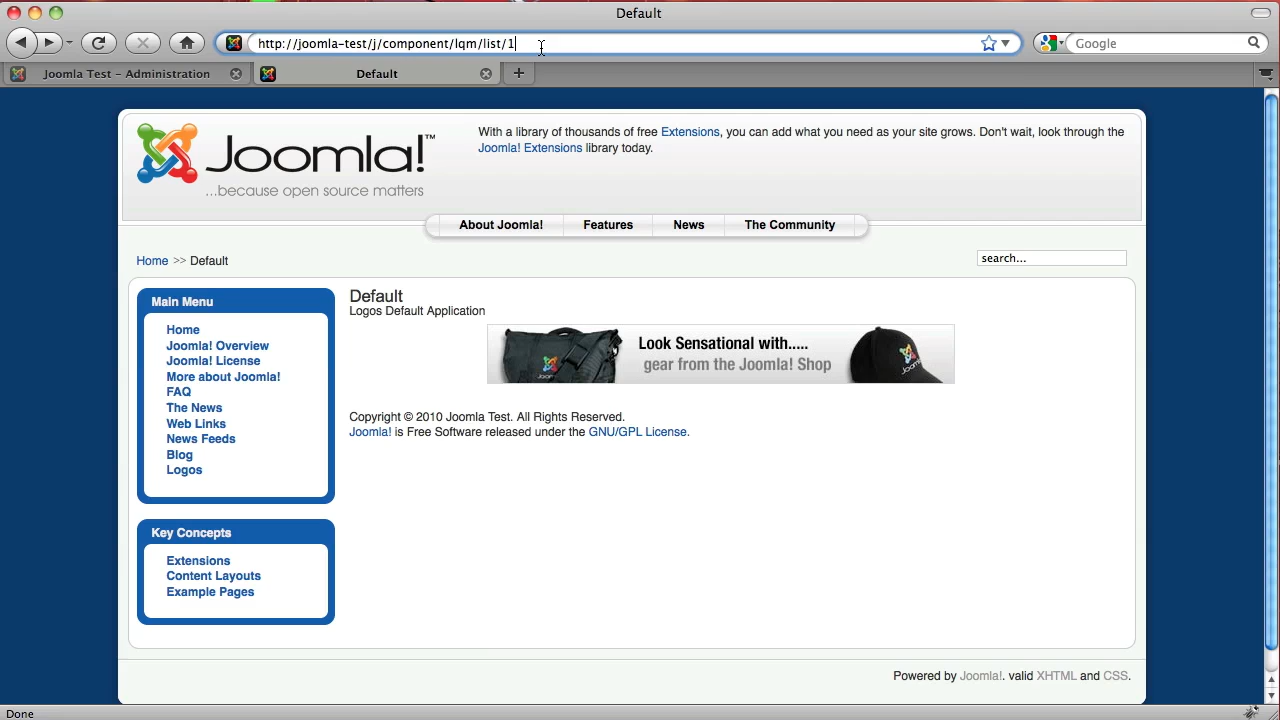 Default
http://joomla-test/j/component/lqm/list/1
Google
Joomla Test - Administration
Default
Joomla!™
...because open source matters
With a library of thousands of free Extensions, you can add what you need as your site grows. Don't wait, look through the
Joomla! Extensions library today.
About Joomla!
Features
News
The Community
Home >> Default
search...
Main Menu
Home
Joomla! Overview
Joomla! License
More about Joomla!
FAQ
The News
Web Links
News Feeds
Blog
Logos
Key Concepts
Extensions
Content Layouts
Example Pages
Default
Logos Default Application
Look Sensational with.....
gear from the Joomla! Shop
Copyright © 2010 Joomla Test. All Rights Reserved.
Joomla! is Free Software released under the GNU/GPL License.
Powered by Joomla!. valid XHTML and CSS.
Done